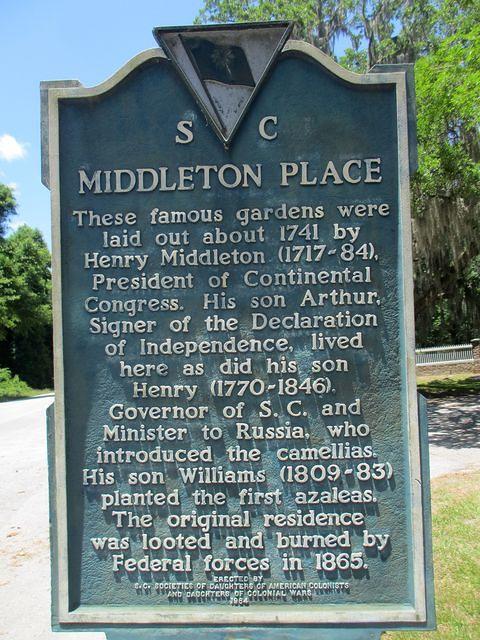 S C
MIDDLETON PLACE
These famous gardens were
laid out about 1741 by
Henry Middleton (1717-84),
President of Continental
Congress. His son Arthur,
Signer of the Declaration
of Independence, lived
here as did his son
Henry (1770-1846),
Governor of S. C. and
Minister to Russia, who
introduced the camellias.
His son Williams (1809-83)
planted the first azaleas.
The original residence
was looted and burned by
Federal forces in 1865.
ERECTED BY
S.C. SOCIETIES OF DAUGHTERS OF AMERICAN COLONISTS
AND DAUGHTERS OF COLONIAL WARS
1964